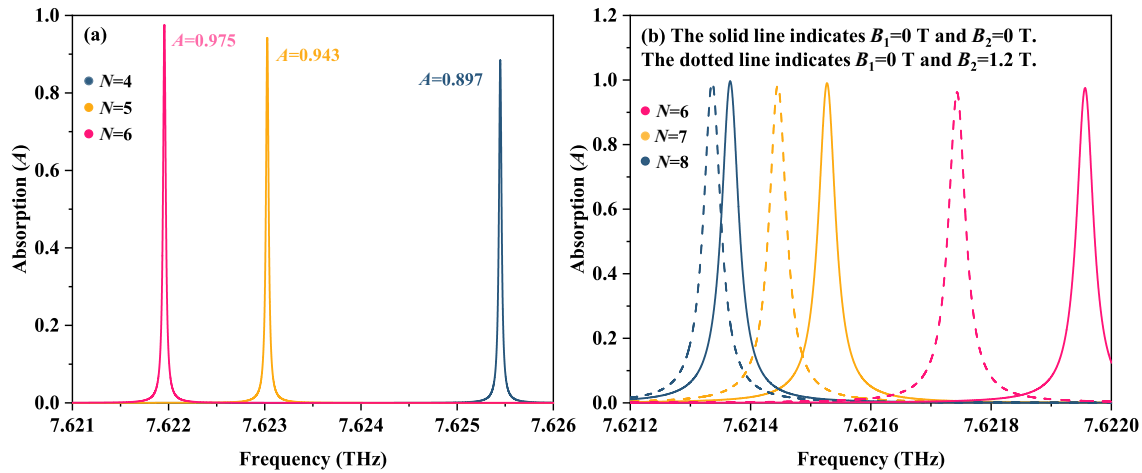 (a)
A=0.975
A=0.943
A=0.897
N=4
N=5
N=6
1.0
0.8
0.6
0.4
0.2
0.0
Absorption (A)
7.621
7.622
7.623
7.624
7.625
7.626
Frequency (THz)
(b) The solid line indicates B₁=0 T and B₂=0 T.
The dotted line indicates B₁=0 T and B₂=1.2 T.
N=6
N=7
N=8
1.2
1.0
0.8
0.6
0.4
0.2
0.0
Absorption (A)
7.6212
7.6214
7.6216
7.6218
7.6220
Frequency (THz)